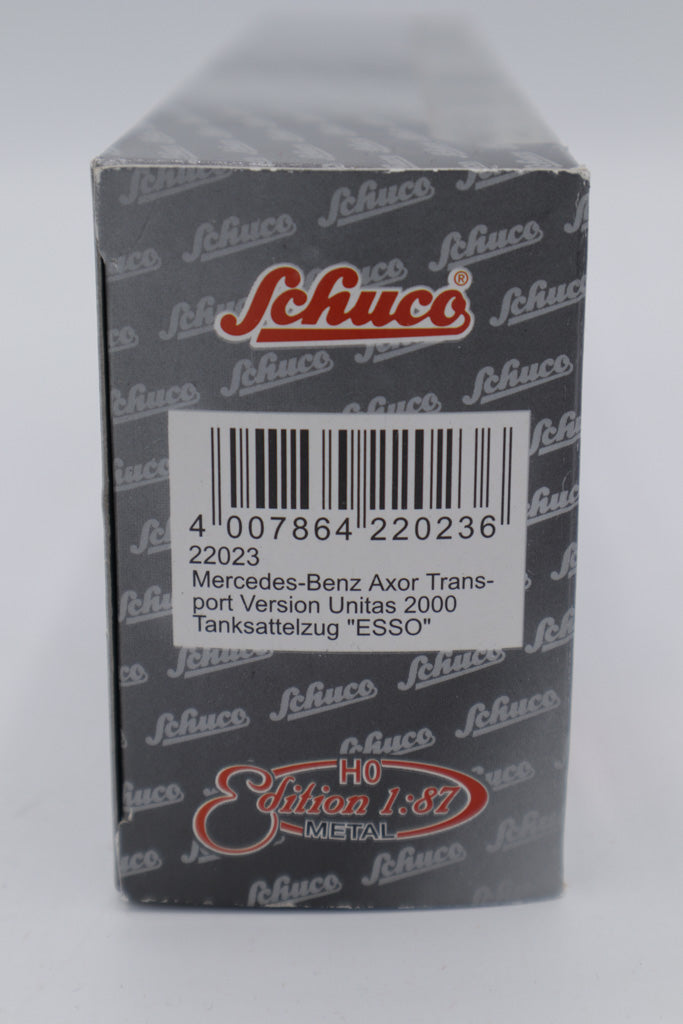 Schuco®
4 007864 220236
22023
Mercedes-Benz Axor Trans-
port Version Unitas 2000
Tanksattelzug "ESSO"
H0
Edition 1:87
METAL